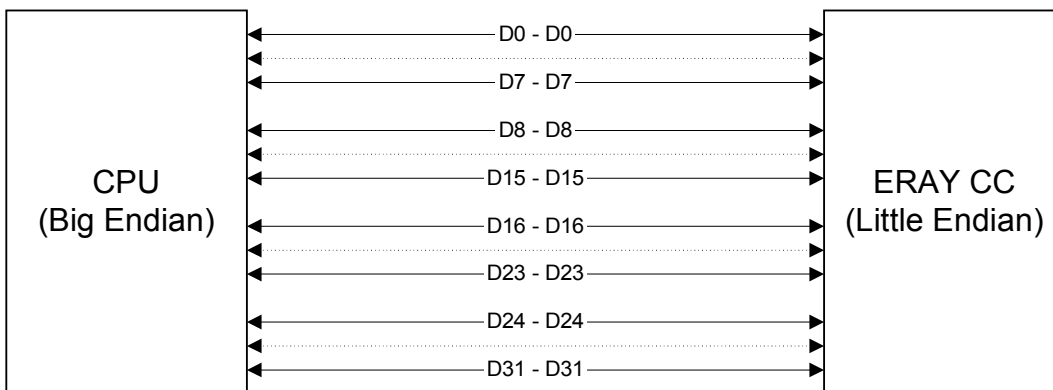 D0 - D0
D7 - D7
D8 - D8
D15 - D15
D16 - D16
D23 - D23
D24 - D24
D31 - D31
CPU
(Big Endian)
ERAY CC
(Little Endian)